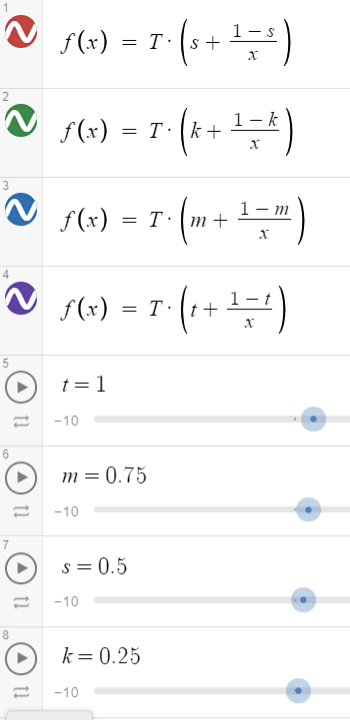 1
f(x) = T · (s + (1 − s)/x)
2
f(x) = T · (k + (1 − k)/x)
3
f(x) = T · (m + (1 − m)/x)
4
f(x) = T · (t + (1 − t)/x)
5
t = 1
−10
6
m = 0.75
−10
7
s = 0.5
−10
8
k = 0.25
−10